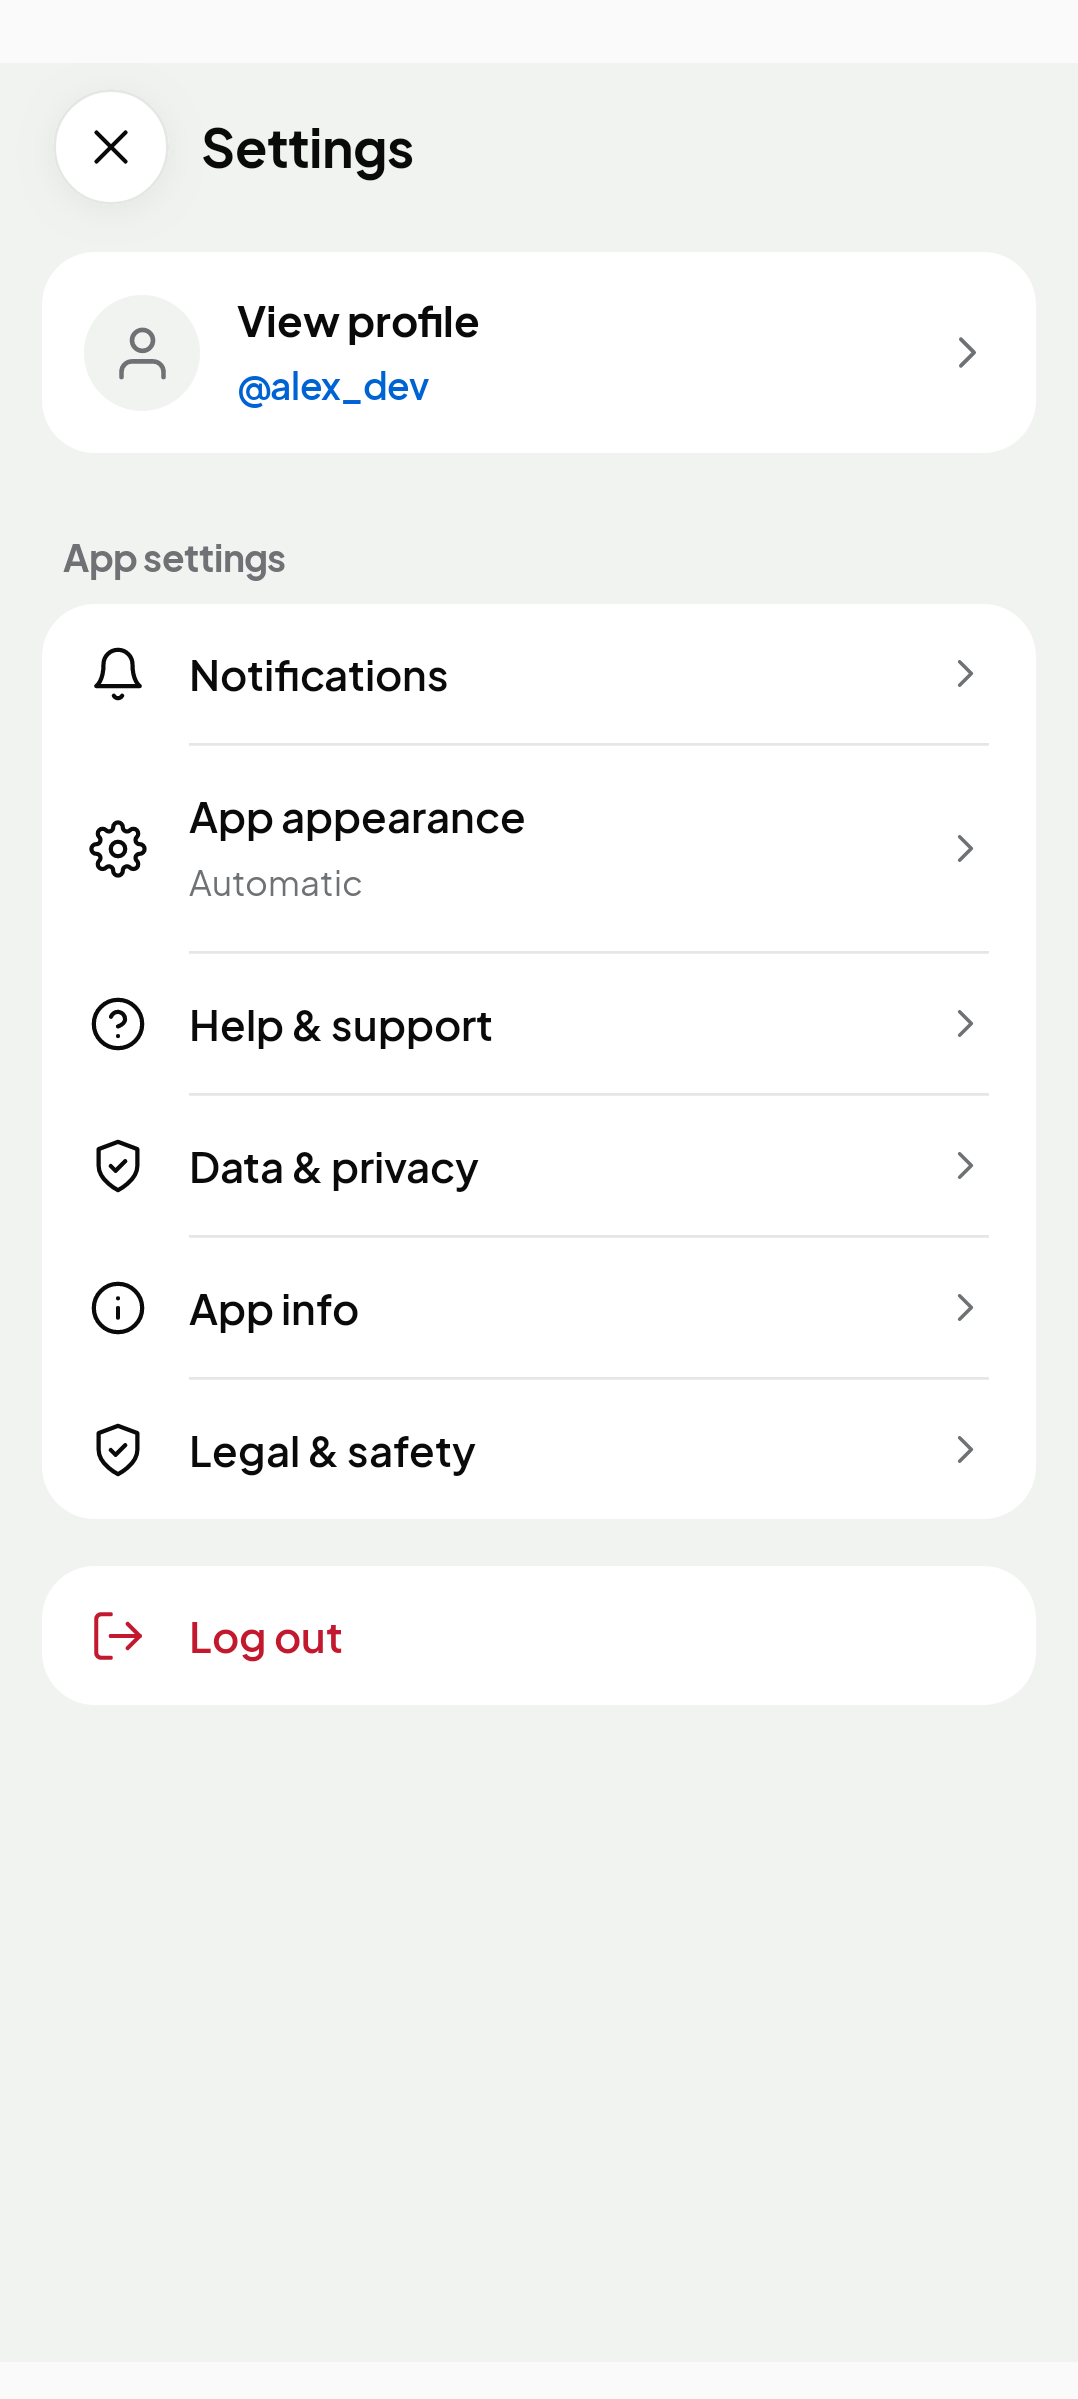 Settings
View profile
@alex_dev
App settings
Notifications
App appearance
Automatic
Help & support
Data & privacy
App info
Legal & safety
Log out